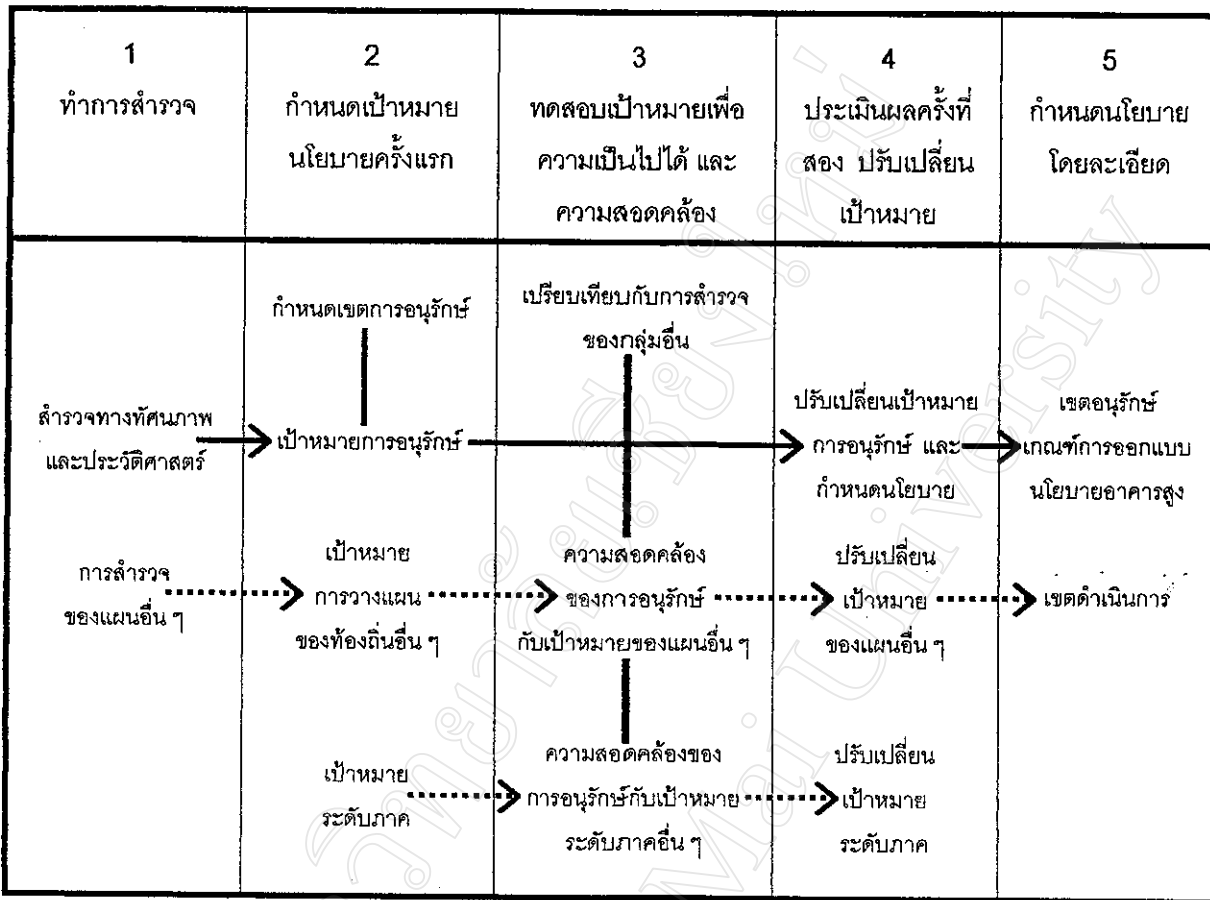 1
ทำการสำรวจ
2
กำหนดเป้าหมาย
นโยบายครั้งแรก
3
ทดสอบเป้าหมายเพื่อ
ความเป็นไปได้ และ
ความสอดคล้อง
4
ประเมินผลครั้งที่
สอง ปรับเปลี่ยน
เป้าหมาย
5
กำหนดนโยบาย
โดยละเอียด
สำรวจทางทัศนภาพ
และประวัติศาสตร์
กำหนดเขตการอนุรักษ์
เป้าหมายการอนุรักษ์
เปรียบเทียบกับการสำรวจ
ของกลุ่มอื่น
ปรับเปลี่ยนเป้าหมาย
การอนุรักษ์ และ
กำหนดนโยบาย
เขตอนุรักษ์
เกณฑ์การออกแบบ
นโยบายอาคารสูง
การสำรวจ
ของแผนอื่น ๆ
เป้าหมาย
การวางแผน
ของท้องถิ่นอื่น ๆ
ความสอดคล้อง
ของการอนุรักษ์
กับเป้าหมายของแผนอื่น ๆ
ปรับเปลี่ยน
เป้าหมาย
ของแผนอื่น ๆ
เขตดำเนินการ
เป้าหมาย
ระดับภาค
ความสอดคล้องของ
การอนุรักษ์กับเป้าหมาย
ระดับภาคอื่น ๆ
ปรับเปลี่ยน
เป้าหมาย
ระดับภาค
วิทยาลัยเชียงใหม่
Mai University